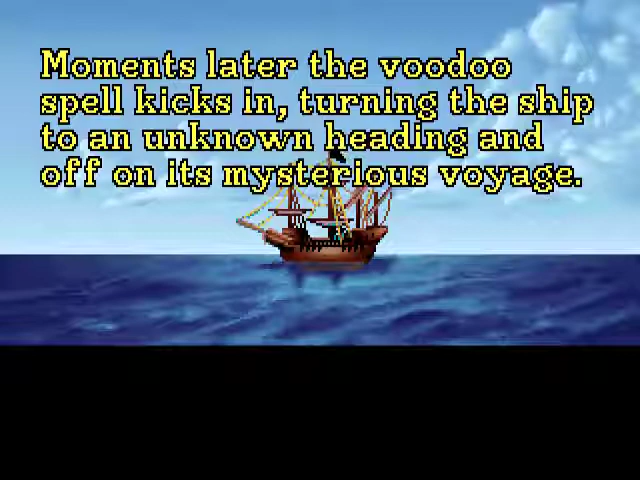 Moments later the voodoo
spell kicks in, turning the ship
to an unknown heading and
off on its mysterious voyage.